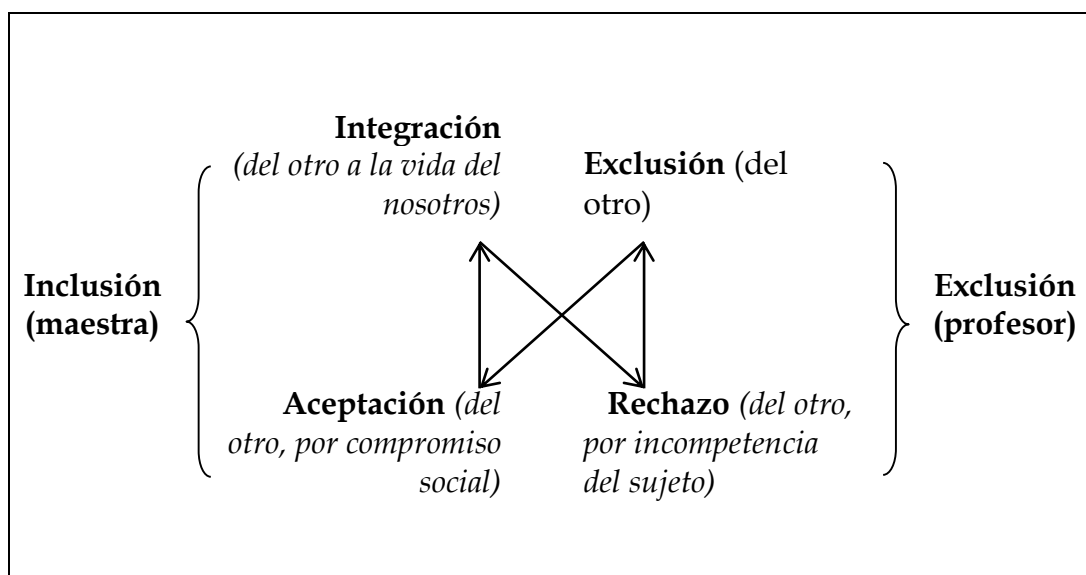 Integración
(del otro a la vida del
nosotros)
Exclusión (del
otro)
Inclusión
(maestra)
Exclusión
(profesor)
Aceptación (del
otro, por compromiso
social)
Rechazo (del otro,
por incompetencia
del sujeto)